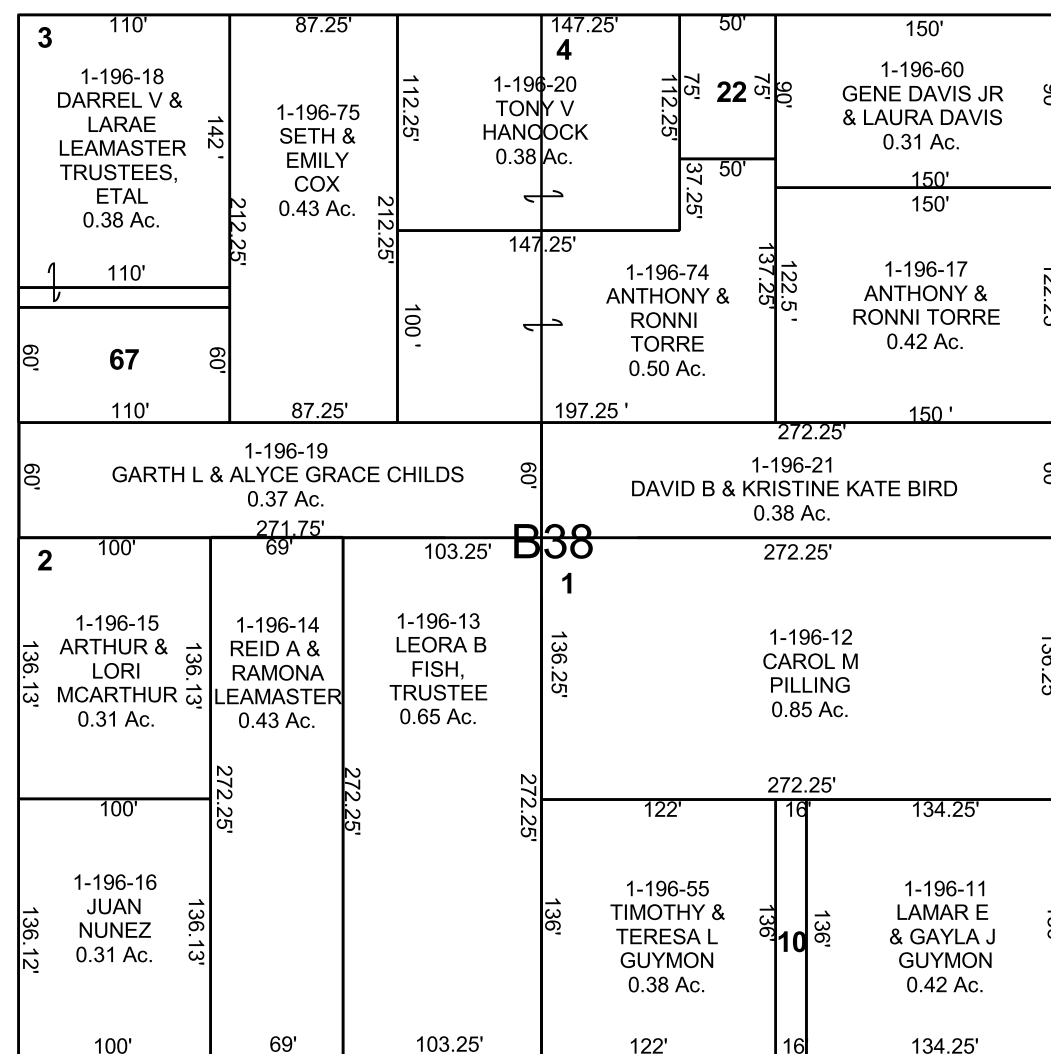 3
110'
1-196-18
DARREL V &
LARAE
LEAMASTER
TRUSTEES,
ETAL
0.38 Ac.
142 '
110'
60'
67
60'
110'
87.25'
1-196-75
SETH &
EMILY
COX
0.43 Ac.
212.25'
212.25'
87.25'
147.25'
4
1-196-20
TONY V
HANCOCK
0.38 Ac.
112.25'
112.25'
147.25'
50'
75'
22
75'
50'
37.25'
100 '
1-196-74
ANTHONY &
RONNI
TORRE
0.50 Ac.
137.25'
197.25 '
150'
90'
1-196-60
GENE DAVIS JR
& LAURA DAVIS
0.31 Ac.
150'
150'
122.5 '
1-196-17
ANTHONY &
RONNI TORRE
0.42 Ac.
150 '
60'
1-196-19
GARTH L & ALYCE GRACE CHILDS
0.37 Ac.
60'
271.75'
272.25'
1-196-21
DAVID B & KRISTINE KATE BIRD
0.38 Ac.
272.25'
B38
2
100'
1-196-15
ARTHUR &
LORI
MCARTHUR
0.31 Ac.
136.13'
136.13'
100'
1-196-16
JUAN
NUNEZ
0.31 Ac.
136.12'
136.13'
100'
69'
1-196-14
REID A &
RAMONA
LEAMASTER
0.43 Ac.
272.25'
272.25'
69'
103.25'
1-196-13
LEORA B
FISH,
TRUSTEE
0.65 Ac.
272.25'
103.25'
1
136.25'
1-196-12
CAROL M
PILLING
0.85 Ac.
136.25
272.25'
122'
136'
1-196-55
TIMOTHY &
TERESA L
GUYMON
0.38 Ac.
136'
122'
16'
10
16
134.25'
136'
1-196-11
LAMAR E
& GAYLA J
GUYMON
0.42 Ac.
134.25'